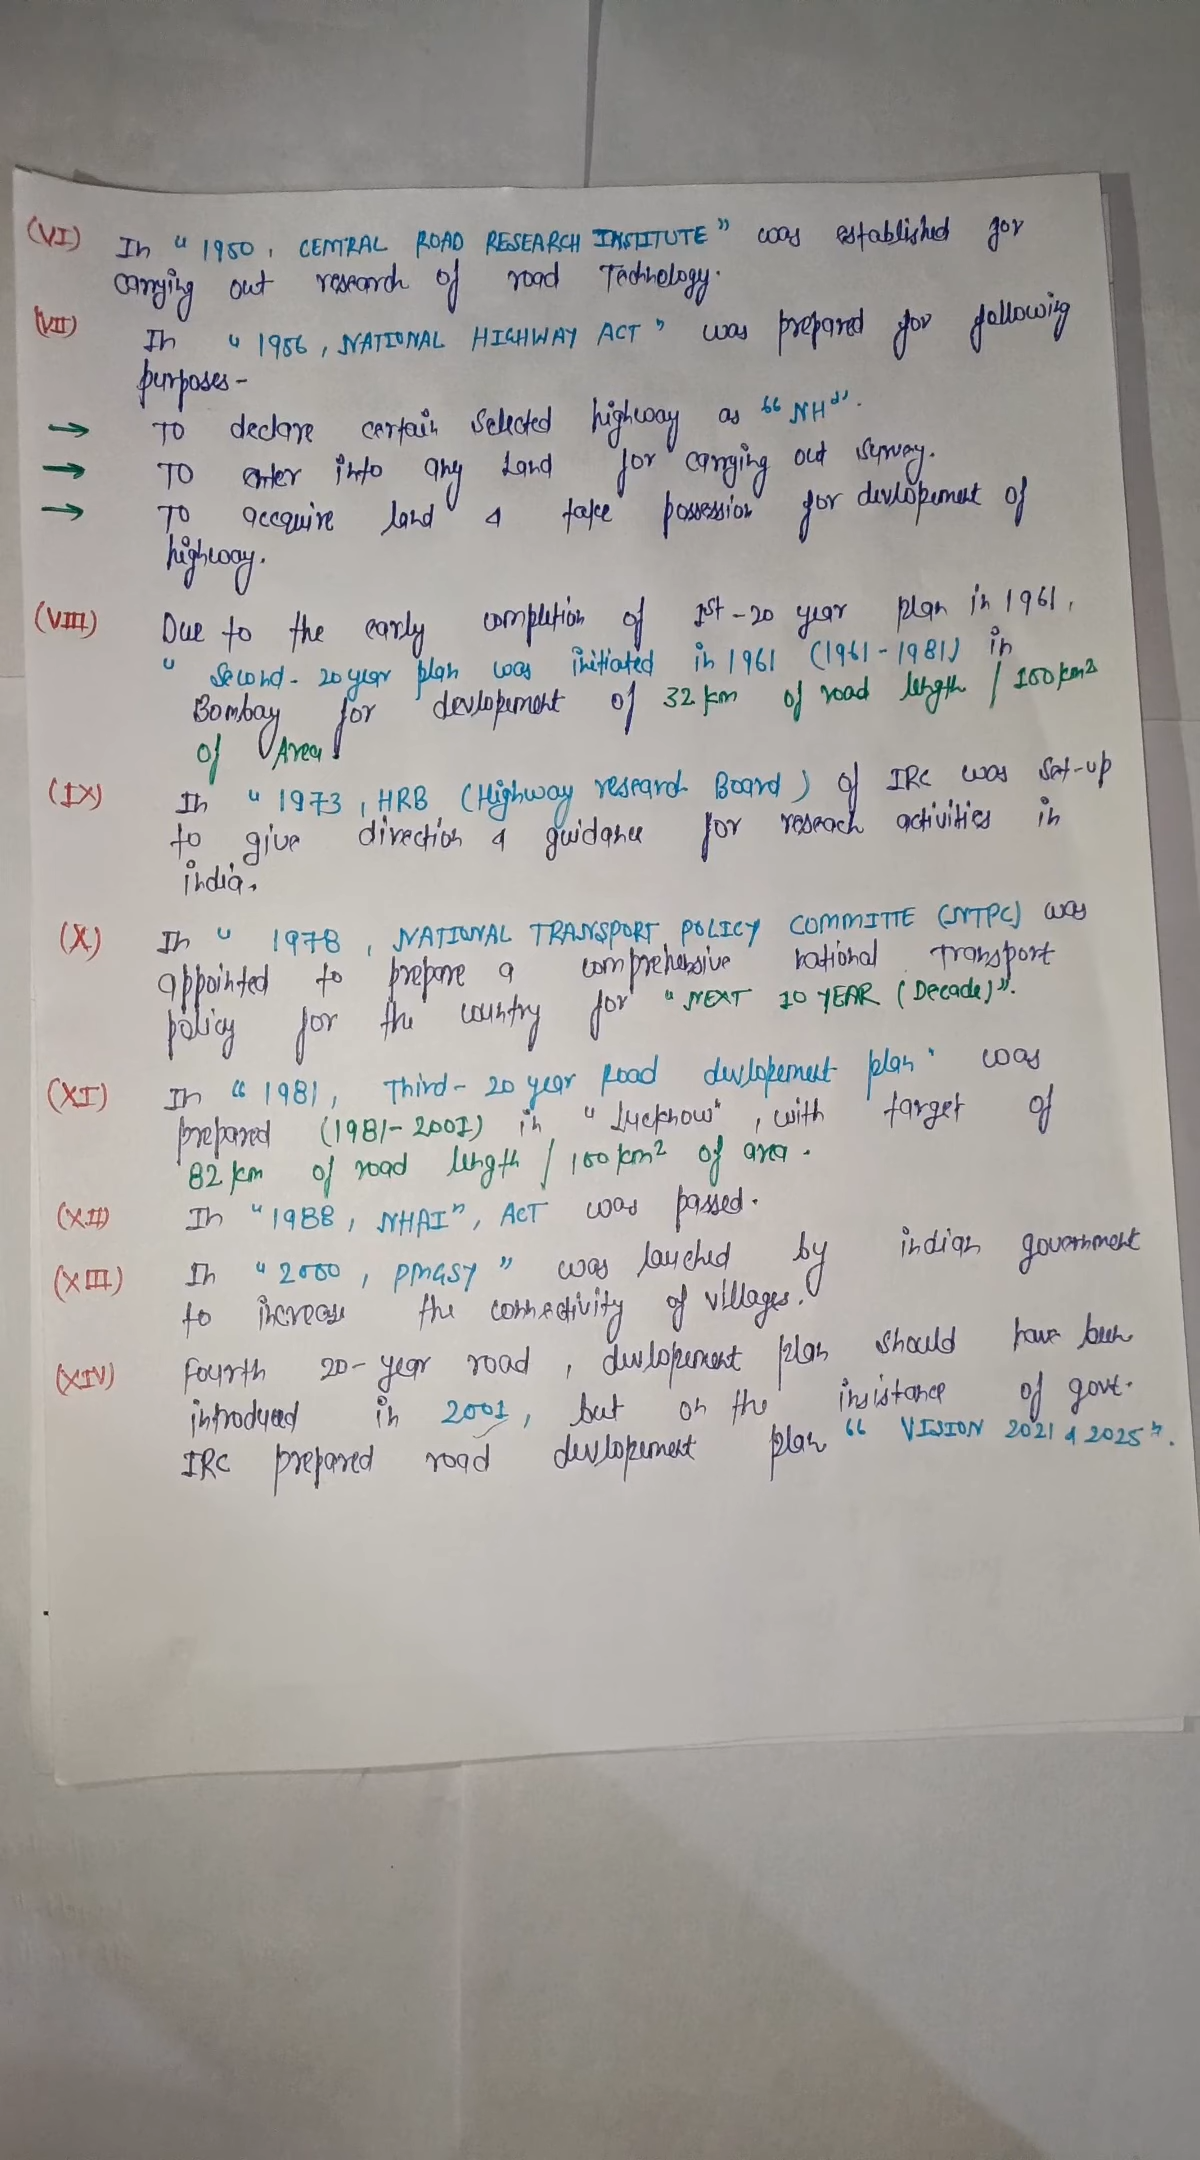 (VI) In "1950, CENTRAL ROAD RESEARCH INSTITUTE" was established for
carrying out research of road Technology.
(VII) In "1956, NATIONAL HIGHWAY ACT" was prepared for following
purposes-
→ TO declare certain selected highway as "NH".
→ TO enter into any Land for carrying out survey.
→ TO accquire land & take possession for devlopement of
highway.
(VIII) Due to the early completion of 1st-20 year plan in 1961,
" Second-20 year plan was initiated in 1961 (1961-1981) in
Bombay for devlopement of 32 km of road length / 100 km²
of Area.
(IX) In "1973, HRB (Highway research Board) of IRC was set-up
to give direction & guidance for reseach activities in
india.
(X) In " 1978, NATIONAL TRANSPORT POLICY COMMITTE (NTPC) was
appointed to prepare a comprehensive national transport
policy for the country for "NEXT 10 YEAR (Decade)".
(XI) In "1981, Third-20 year Road devlopement plan" was
prepared (1981-2001) in "Lucknow", with target of
82 km of road length / 100 km² of area.
(XII) In "1988, NHAI", ACT was passed.
(XIII) In "2000, PMGSY" was lauched by indian government
to increase the connectivity of villages.
(XIV) Fourth 20-year road, devlopement plan should have been
introduced in 2001, but on the insistance of govt.
IRC prepared road devlopement plan "VISION 2021 & 2025".